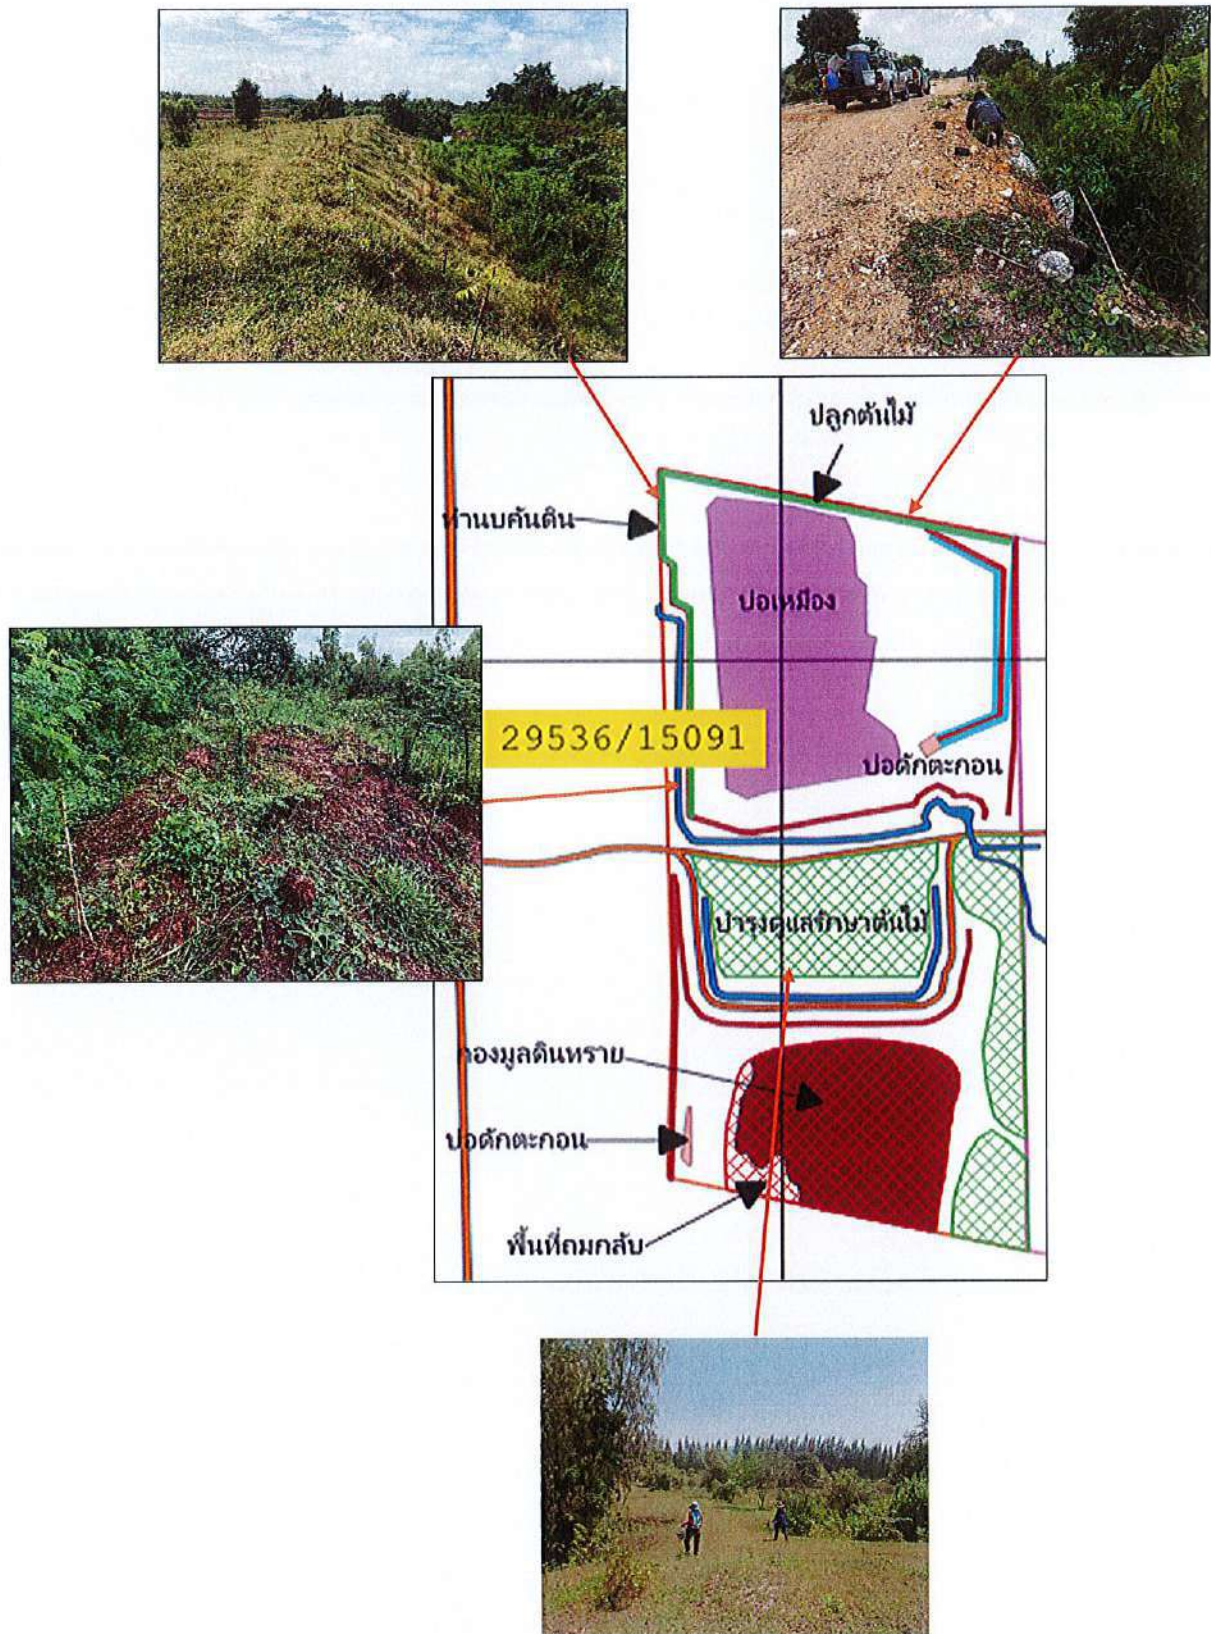 ปลูกต้นไม้
ทำนบคันดิน
บ่อเหมือง
29536/15091
บ่อดักตะกอน
บำรุงดูแลรักษาต้นไม้
กองมูลดินทราย
บ่อดักตะกอน
พื้นที่ถมกลับ